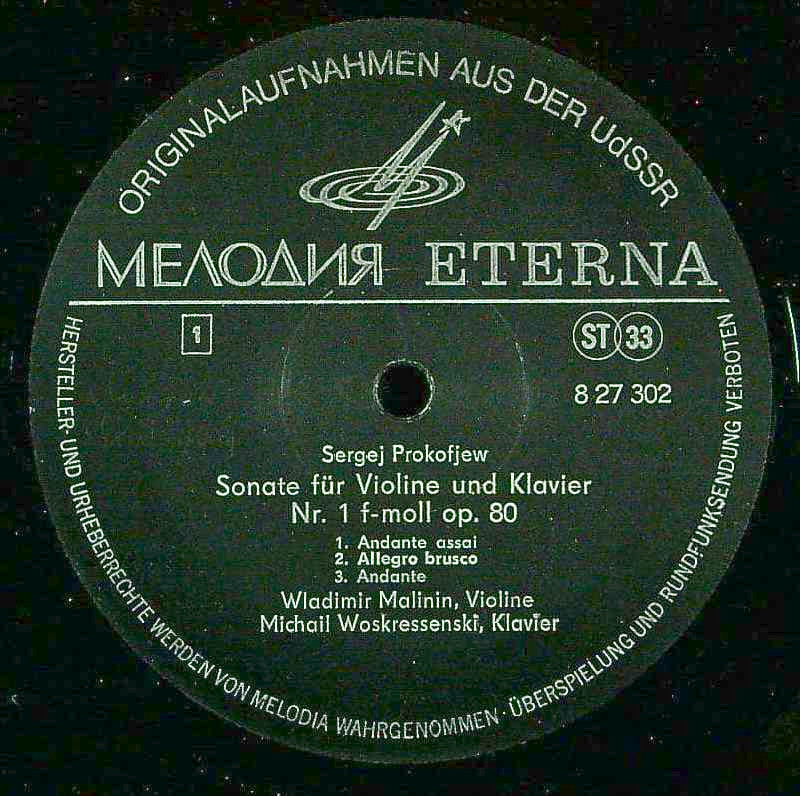 ORIGINALAUFNAHMEN AUS DER UdSSR
МЕЛОДИЯ ETERNA
1
ST 33
8 27 302
Sergej Prokofjew
Sonate für Violine und Klavier
Nr. 1 f-moll op. 80
1. Andante assai
2. Allegro brusco
3. Andante
Wladimir Malinin, Violine
Michail Woskressenski, Klavier
HERSTELLER- UND URHEBERRECHTE WERDEN VON MELODIA WAHRGENOMMEN · ÜBERSPIELUNG UND RUNDFUNKSENDUNG VERBOTEN